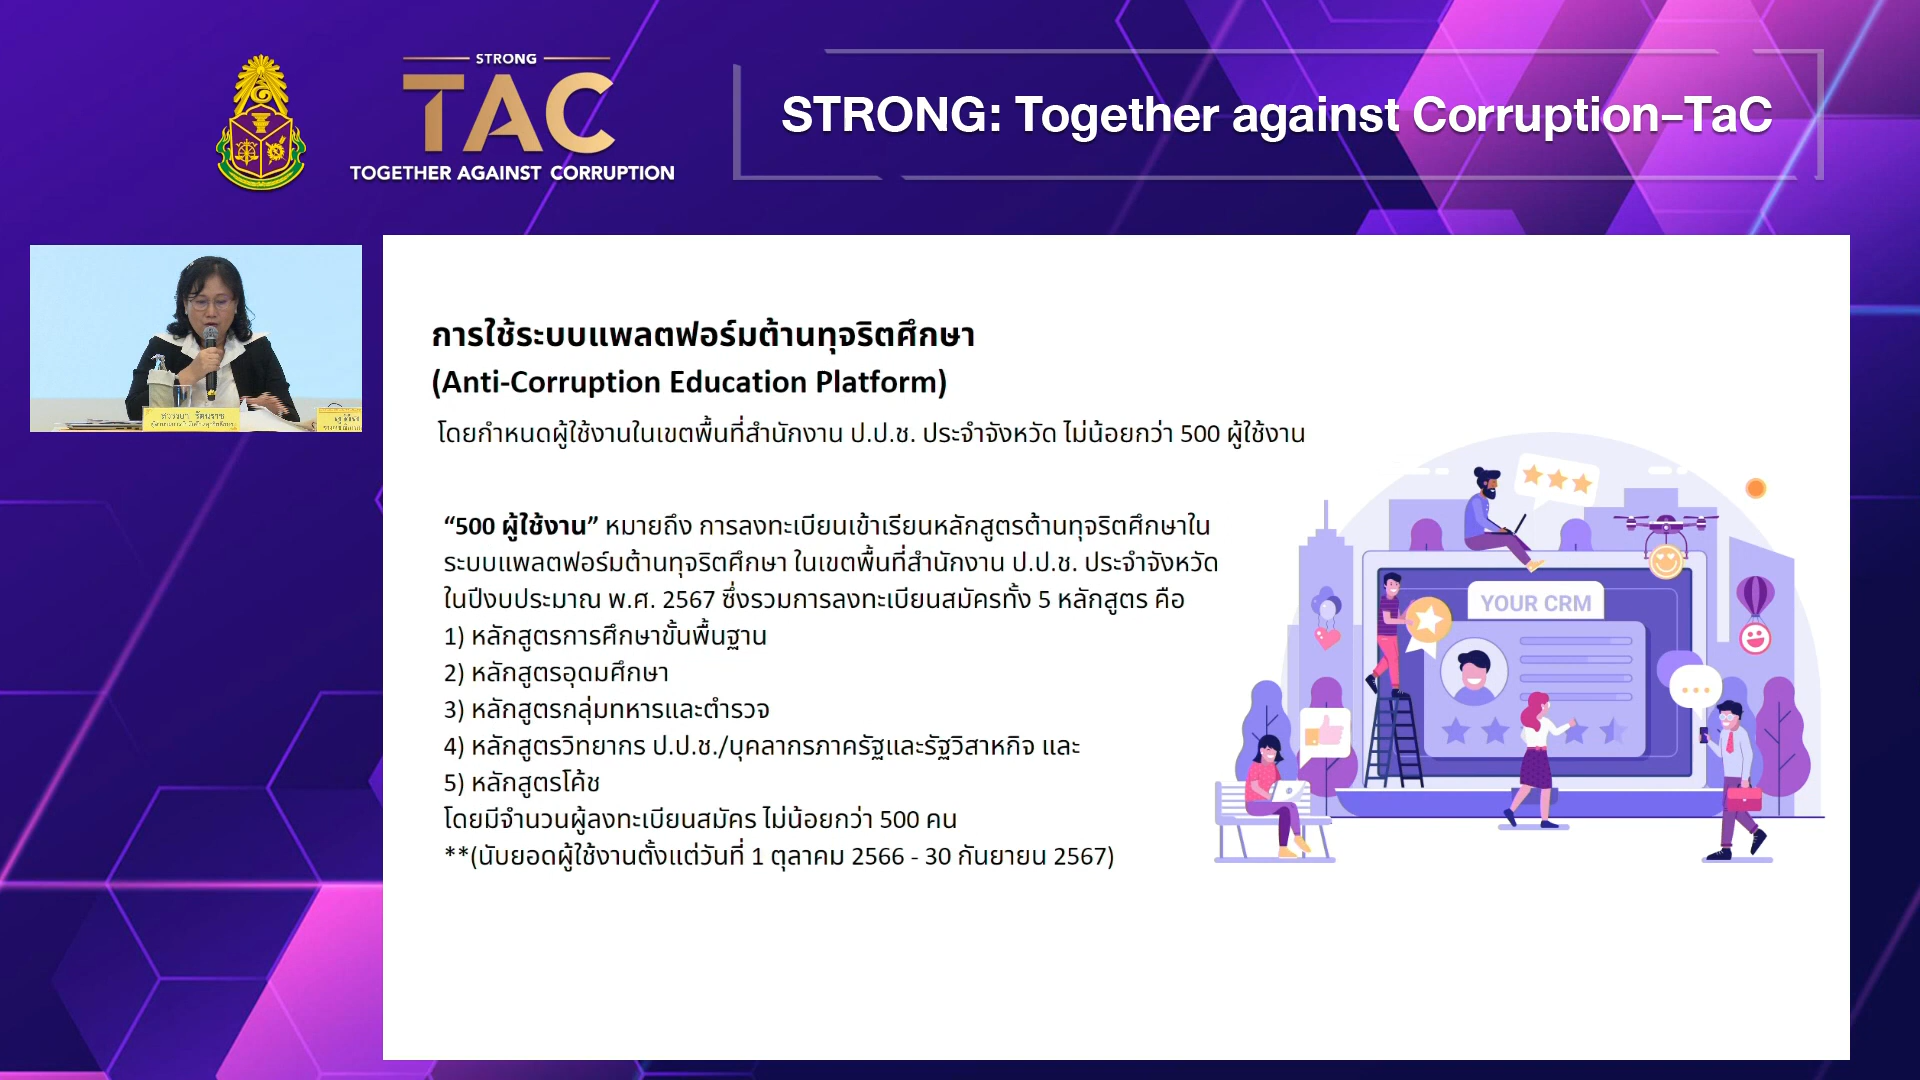 STRONG
TAC
TOGETHER AGAINST CORRUPTION
STRONG: Together against Corruption-TaC
การใช้ระบบแพลตฟอร์มต้านทุจริตศึกษา
(Anti-Corruption Education Platform)
โดยกำหนดผู้ใช้งานในเขตพื้นที่สำนักงาน ป.ป.ช. ประจำจังหวัด ไม่น้อยกว่า 500 ผู้ใช้งาน
“500 ผู้ใช้งาน” หมายถึง การลงทะเบียนเข้าเรียนหลักสูตรต้านทุจริตศึกษาใน
ระบบแพลตฟอร์มต้านทุจริตศึกษา ในเขตพื้นที่สำนักงาน ป.ป.ช. ประจำจังหวัด
ในปีงบประมาณ พ.ศ. 2567 ซึ่งรวมการลงทะเบียนสมัครทั้ง 5 หลักสูตร คือ
1) หลักสูตรการศึกษาขั้นพื้นฐาน
2) หลักสูตรอุดมศึกษา
3) หลักสูตรกลุ่มทหารและตำรวจ
4) หลักสูตรวิทยากร ป.ป.ช./บุคลากรภาครัฐและรัฐวิสาหกิจ และ
5) หลักสูตรโค้ช
โดยมีจำนวนผู้ลงทะเบียนสมัคร ไม่น้อยกว่า 500 คน
**(นับยอดผู้ใช้งานตั้งแต่วันที่ 1 ตุลาคม 2566 - 30 กันยายน 2567)
YOUR CRM